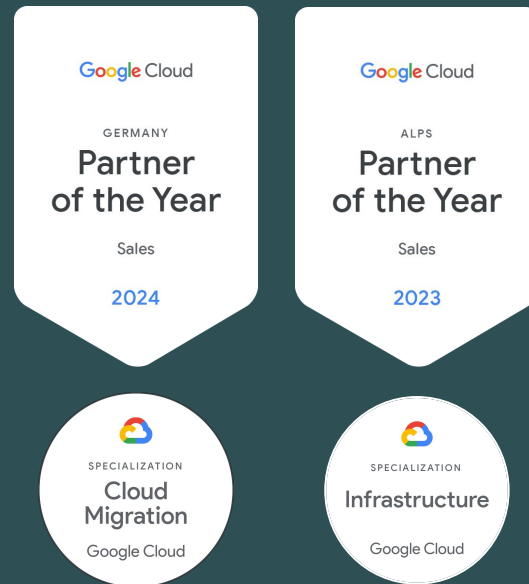 Google Cloud
GERMANY
Partner
of the Year
Sales
2024
Google Cloud
ALPS
Partner
of the Year
Sales
2023
SPECIALIZATION
Cloud
Migration
Google Cloud
SPECIALIZATION
Infrastructure
Google Cloud